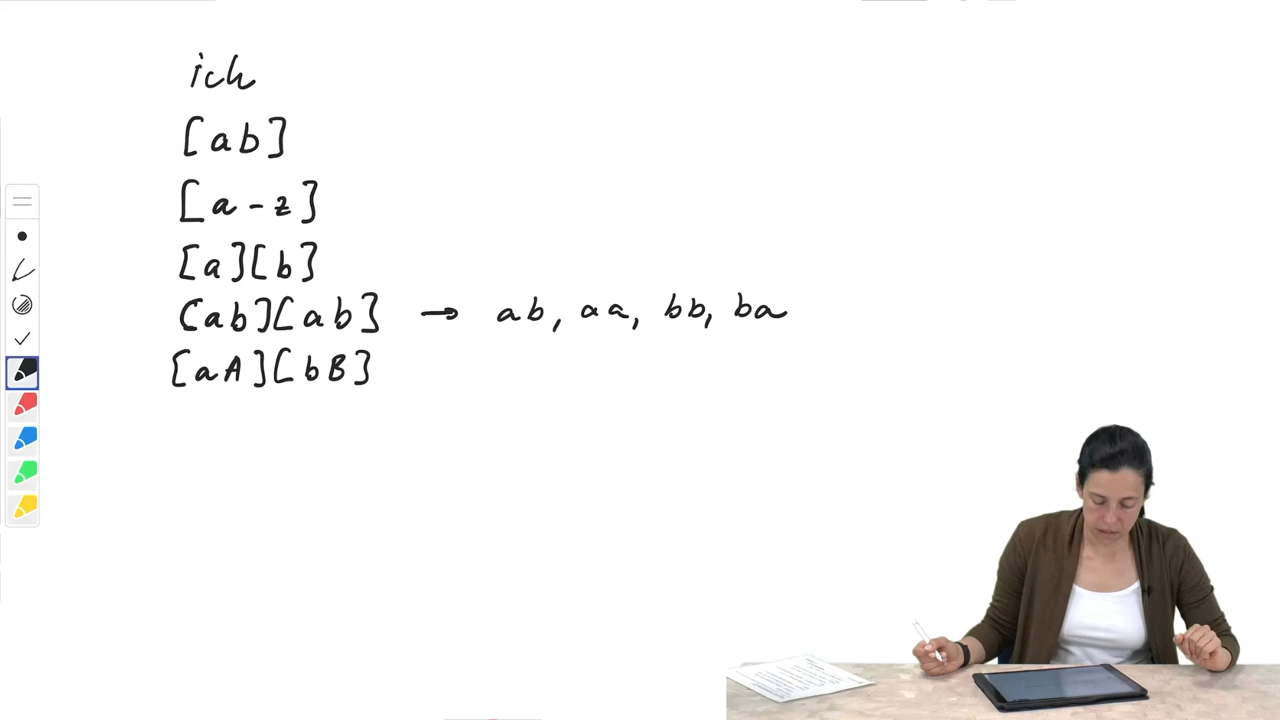 ich
[ab]
[a-z]
[a][b]
[ab][ab] → ab, aa, bb, ba
[aA][bB]